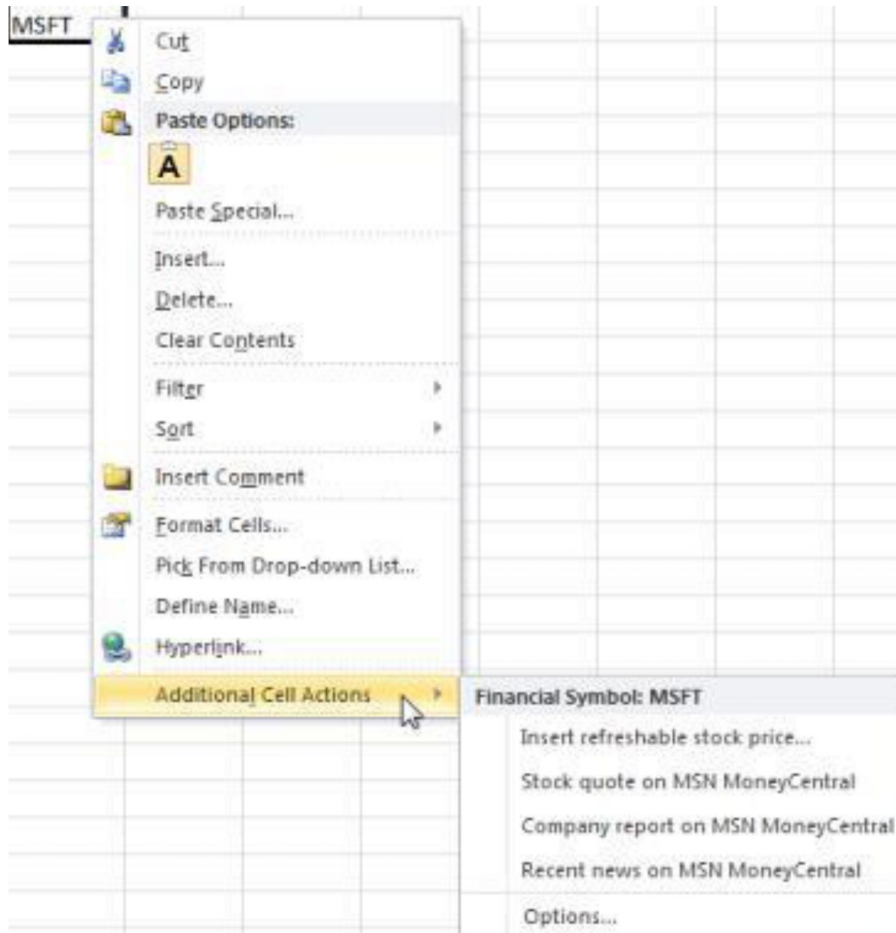 MSFT
Cut
Copy
Paste Options:
A
Paste Special...
Insert...
Delete...
Clear Contents
Filter
Sort
Insert Comment
Format Cells...
Pick From Drop-down List...
Define Name...
Hyperlink...
Additional Cell Actions
Financial Symbol: MSFT
Insert refreshable stock price...
Stock quote on MSN MoneyCentral
Company report on MSN MoneyCentral
Recent news on MSN MoneyCentral
Options...